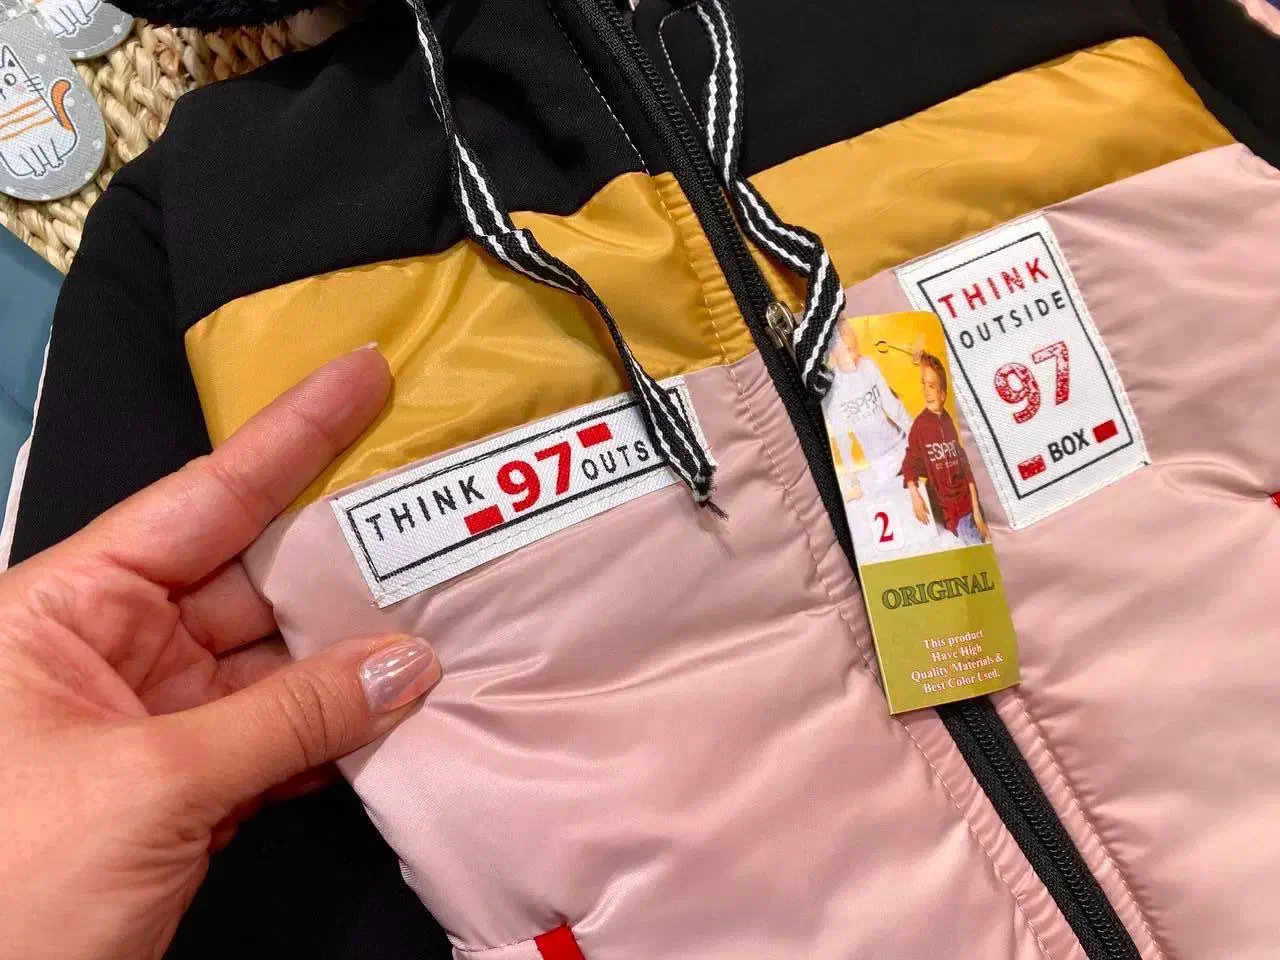 THINK 97 OUTS
THINK
OUTSIDE
97
BOX
ESPRIT
ESPRIT
2
ORIGINAL
This product
Have High
Quality Materials &
Best Color Used.